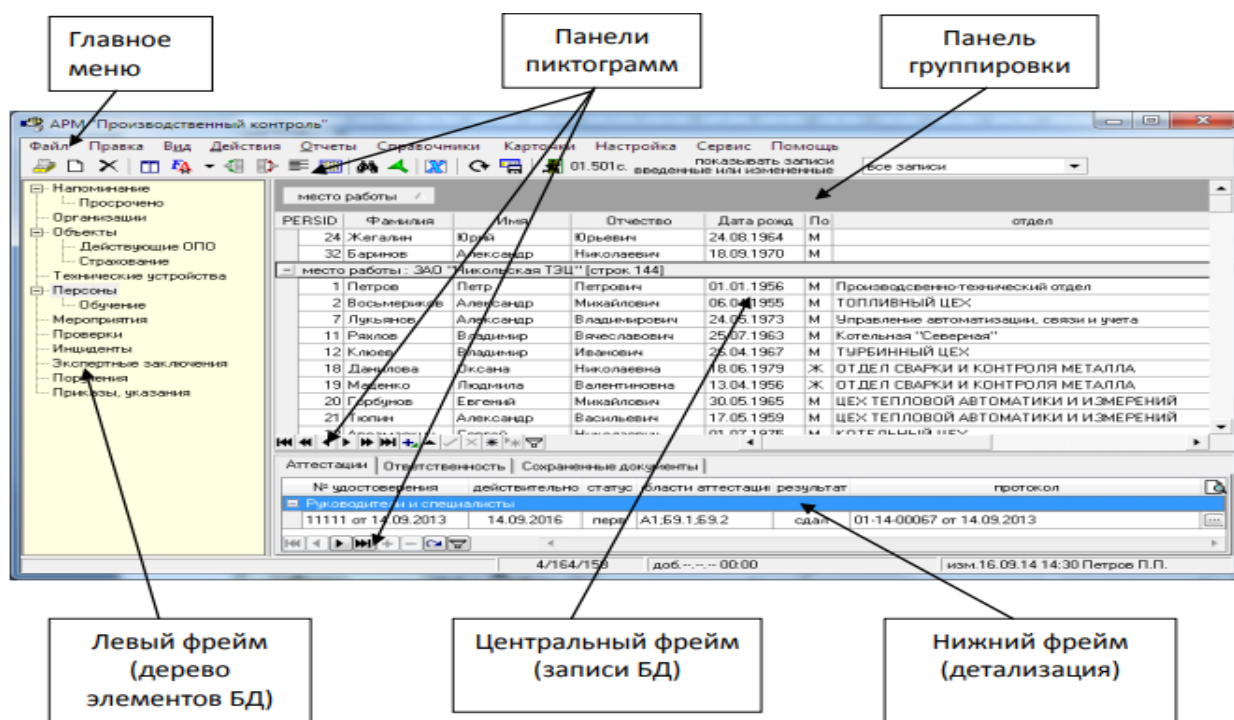 Главное
меню
Панели
пиктограмм
Панель
группировки
АРМ "Производственный контроль"
Файл Правка Вид Действия Отчеты Справочники Карточки Настройка Сервис Помощь
01.501с. показывать записи
введенные или измененные
все записи
Напоминание
Просрочено
Организации
Объекты
Действующие ОПО
Страхование
Технические устройства
Персоны
Обучение
Мероприятия
Проверки
Инциденты
Экспертные заключения
Поручения
Приказы, указания
место работы
PERSID Фамилия Имя Отчество Дата рожд По отдел
24 Жегалин Юрий Юрьевич 24.08.1964 М
32 Баринов Александр Николаевич 18.09.1970 М
место работы : ЗАО "Никольская ТЭЦ" [строк 144]
1 Петров Петр Петрович 01.01.1956 М Производсвенно-технический отдел
2 Восьмериков Александр Михайлович 06.04.1955 М ТОПЛИВНЫЙ ЦЕХ
7 Лукьянов Александр Владимирович 24.05.1973 М Управление автоматизации, связи и учета
11 Ряхлов Владимир Вячеславович 25.07.1963 М Котельная "Северная"
12 Клюев Владимир Иванович 26.04.1967 М ТУРБИННЫЙ ЦЕХ
18 Данилова Оксана Николаевна 18.06.1979 Ж ОТДЕЛ СВАРКИ И КОНТРОЛЯ МЕТАЛЛА
19 Маценко Людмила Валентиновна 13.04.1956 Ж ОТДЕЛ СВАРКИ И КОНТРОЛЯ МЕТАЛЛА
20 Горбунов Евгений Михайлович 30.05.1965 М ЦЕХ ТЕПЛОВОЙ АВТОМАТИКИ И ИЗМЕРЕНИЙ
21 Тюпин Александр Васильевич 17.05.1959 М ЦЕХ ТЕПЛОВОЙ АВТОМАТИКИ И ИЗМЕРЕНИЙ
Сергей Николаевич 01.07.1975 М КОТЕЛЬНЫЙ ЦЕХ
Аттестации Ответственность Сохраненные документы
№ удостоверения действительно статус бласти аттестаци результат протокол
Руководители и специалисты
11111 от 14.09.2013 14.09.2016 перв А1;Б9.1;Б9.2 сдал 01-14-00067 от 14.09.2013
4/164/158 доб.--.--.-- 00:00 изм.16.09.14 14:30 Петров П.П.
Левый фрейм
(дерево
элементов БД)
Центральный фрейм
(записи БД)
Нижний фрейм
(детализация)